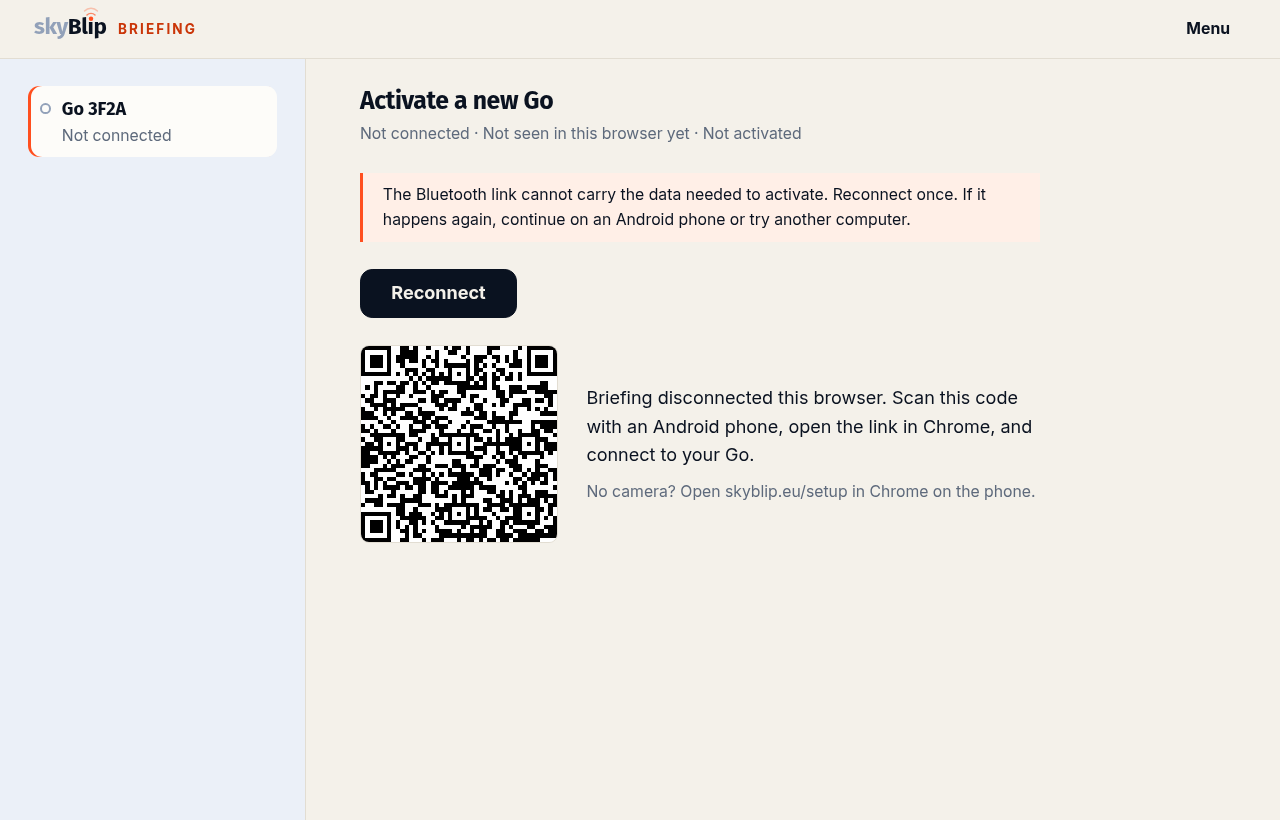 skyBlip BRIEFING
Menu
Go 3F2A
Not connected
Activate a new Go
Not connected · Not seen in this browser yet · Not activated
The Bluetooth link cannot carry the data needed to activate. Reconnect once. If it
happens again, continue on an Android phone or try another computer.
Reconnect
Briefing disconnected this browser. Scan this code
with an Android phone, open the link in Chrome, and
connect to your Go.
No camera? Open skyblip.eu/setup in Chrome on the phone.